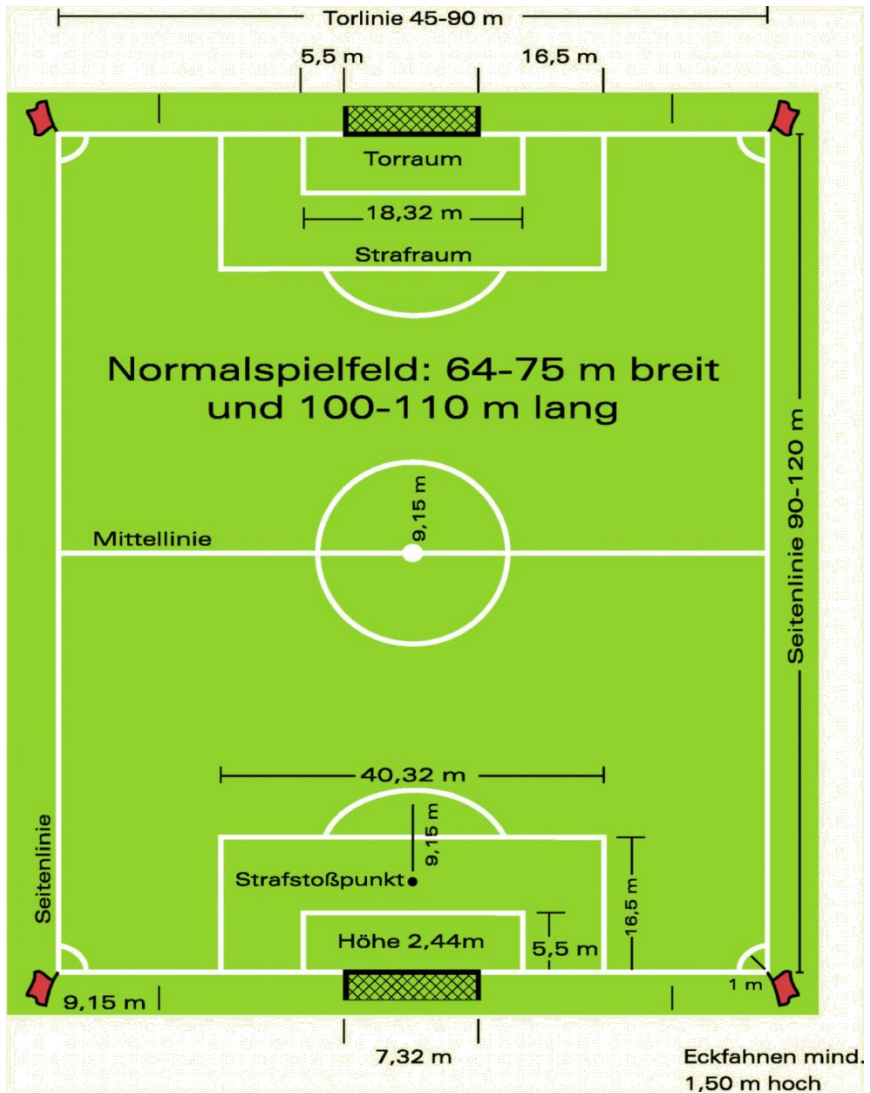 Torlinie 45-90 m
5,5 m
16,5 m
Torraum
18,32 m
Strafraum
Normalspielfeld: 64-75 m breit
und 100-110 m lang
9,15 m
Mittellinie
Seitenlinie 90-120 m
40,32 m
9,15 m
Strafstoßpunkt
Seitenlinie
16,5 m
Höhe 2,44m
5,5 m
1 m
9,15 m
7,32 m
Eckfahnen mind.
1,50 m hoch